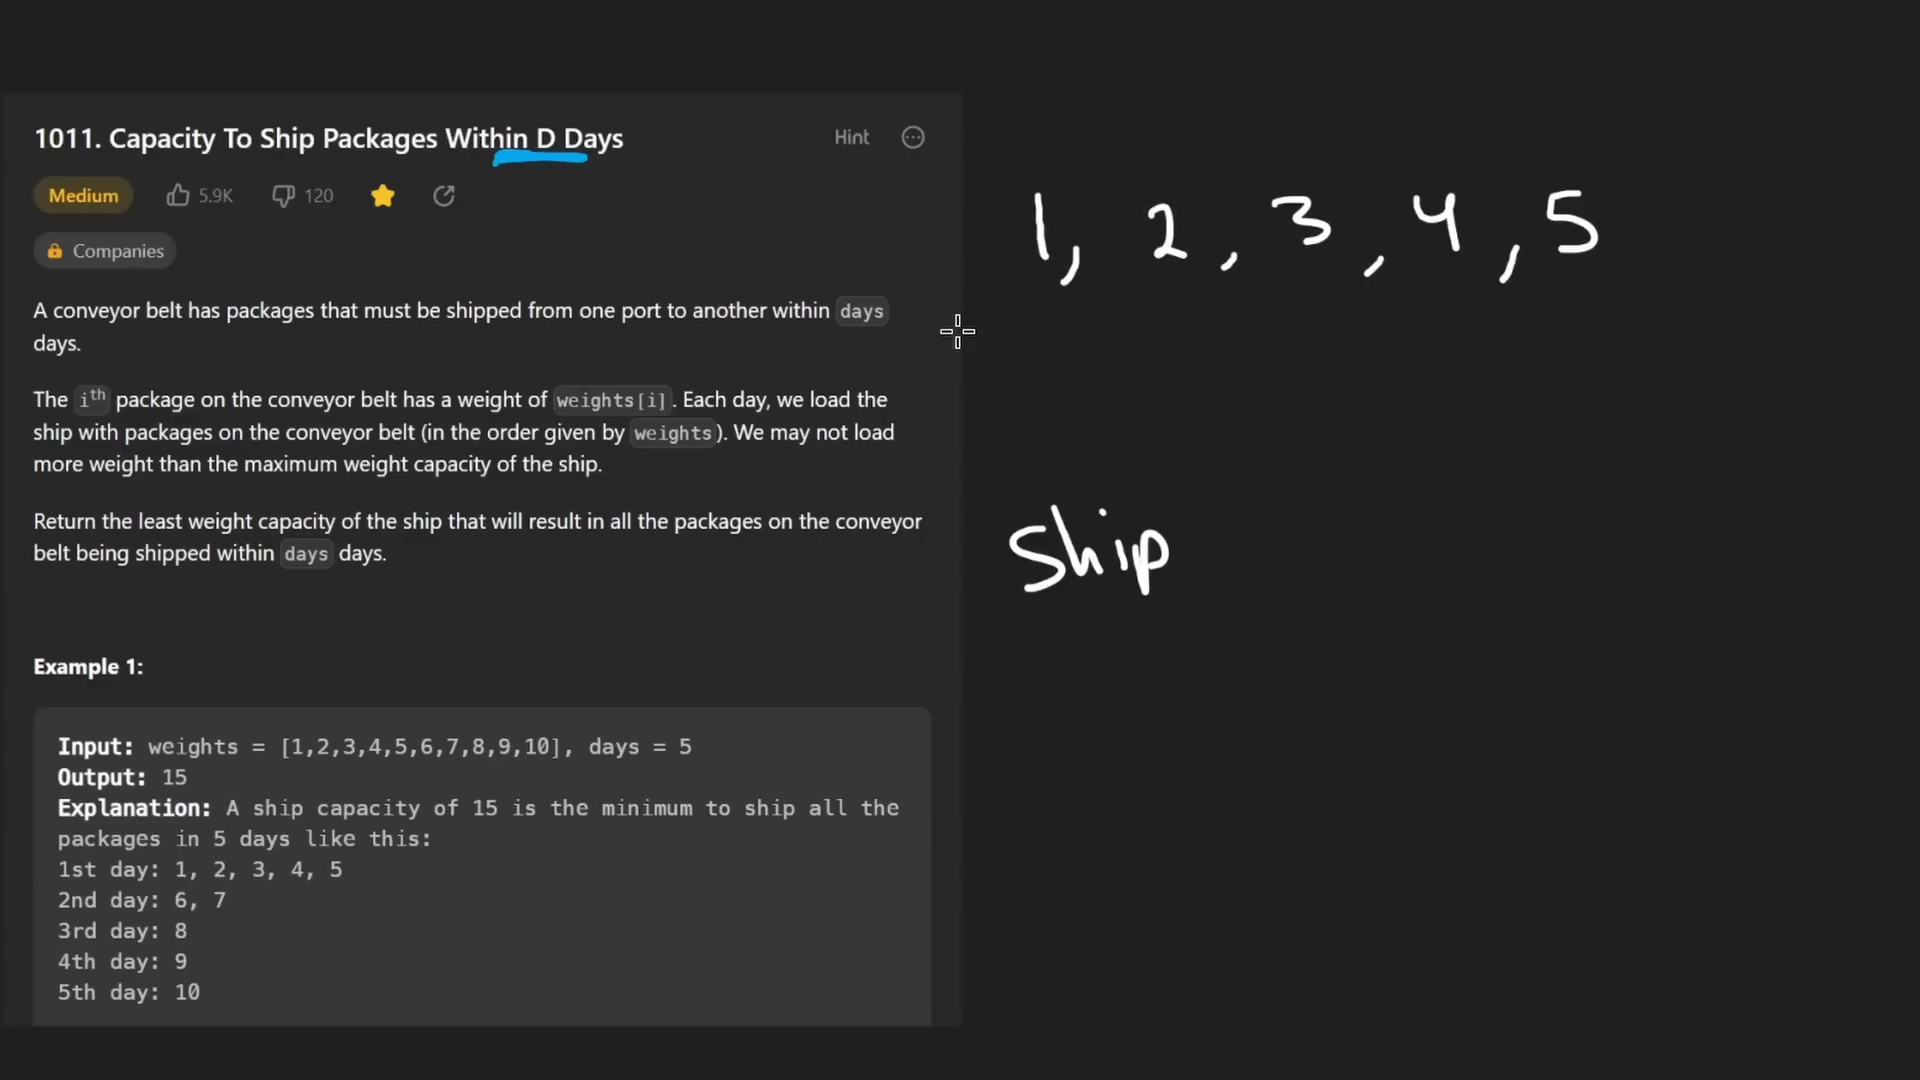 1011. Capacity To Ship Packages Within D Days
Hint
Medium 5.9K 120
Companies
A conveyor belt has packages that must be shipped from one port to another within days
days.
The ith package on the conveyor belt has a weight of weights[i]. Each day, we load the
ship with packages on the conveyor belt (in the order given by weights). We may not load
more weight than the maximum weight capacity of the ship.
Return the least weight capacity of the ship that will result in all the packages on the conveyor
belt being shipped within days days.
Example 1:
Input: weights = [1,2,3,4,5,6,7,8,9,10], days = 5
Output: 15
Explanation: A ship capacity of 15 is the minimum to ship all the
packages in 5 days like this:
1st day: 1, 2, 3, 4, 5
2nd day: 6, 7
3rd day: 8
4th day: 9
5th day: 10
1, 2, 3, 4, 5
Ship